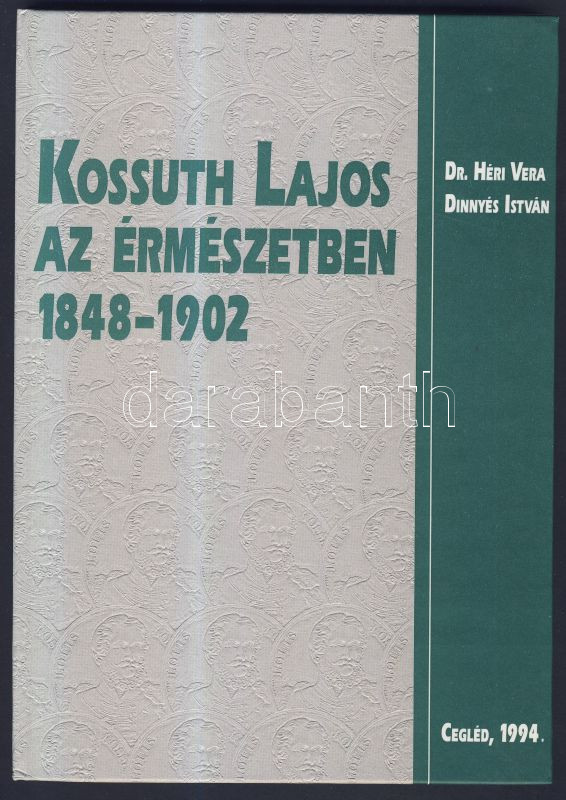 KOSSUTH LAJOS
AZ ÉRMÉSZETBEN
1848-1902
DR. HÉRI VERA
DINNYÉS ISTVÁN
darabanth
CEGLÉD, 1994.